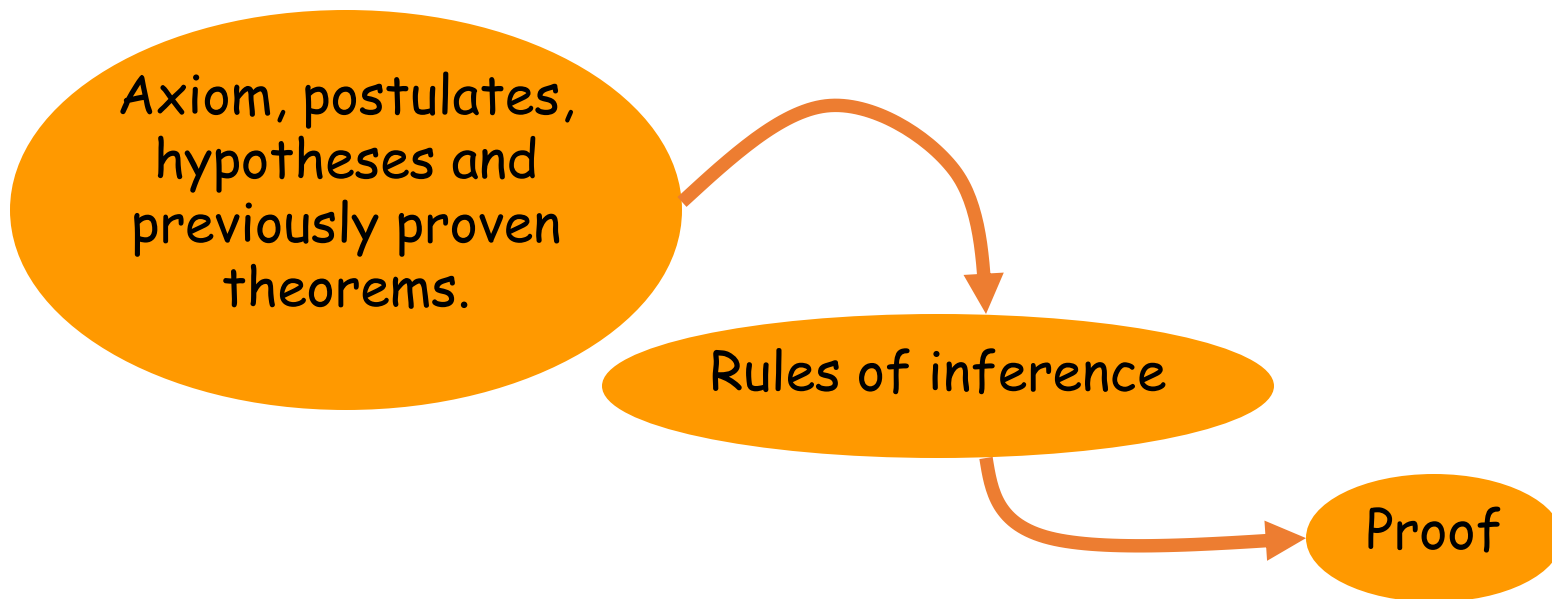 Axiom, postulates,
hypotheses and
previously proven
theorems.
Rules of inference
Proof